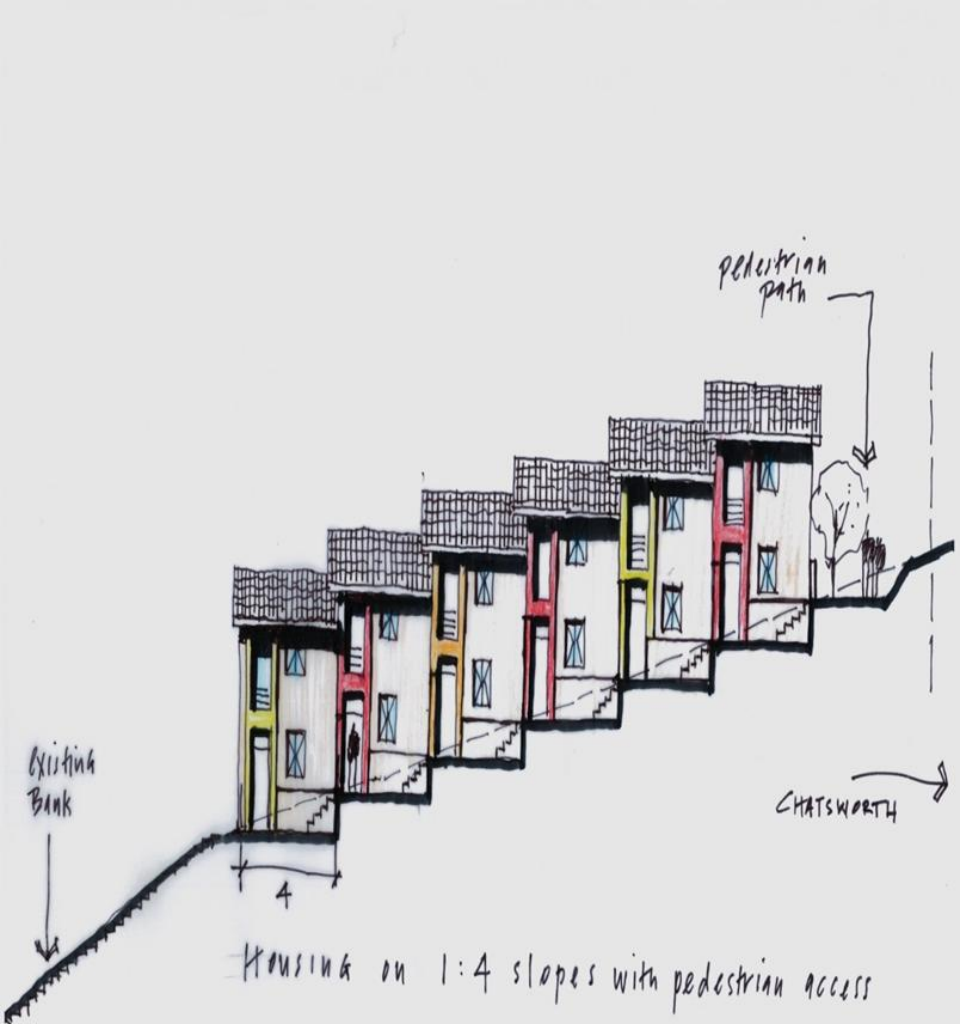 pedestrian
path
existing
Bank
CHATSWORTH
4
Housing on 1:4 slopes with pedestrian access